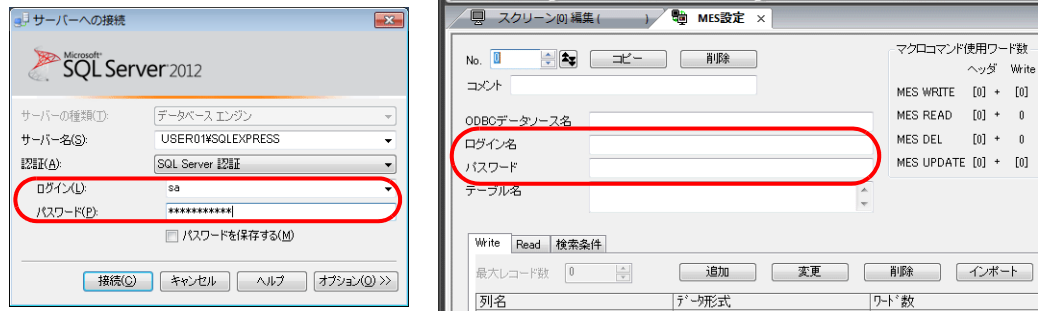 サーバーへの接続
Microsoft
SQL Server 2012
サーバーの種類(T):
データベース エンジン
サーバー名(S):
USER01¥SQLEXPRESS
認証(A):
SQL Server 認証
ログイン(L):
sa
パスワード(P):
***********
パスワードを保存する(M)
接続(C)
キャンセル
ヘルプ
オプション(O) >>
スクリーン[0] 編集 ( )
MES設定 ×
No. 0
コピー
削除
コメント
ODBCデータソース名
ログイン名
パスワード
テーブル名
マクロコマンド使用ワード数
ヘッダ Write
MES WRITE [0] + [0]
MES READ [0] + 0
MES DEL [0] + 0
MES UPDATE [0] + [0]
Write Read 検索条件
最大レコード数 0
追加
変更
削除
インポート
列名
データ形式
ワード数